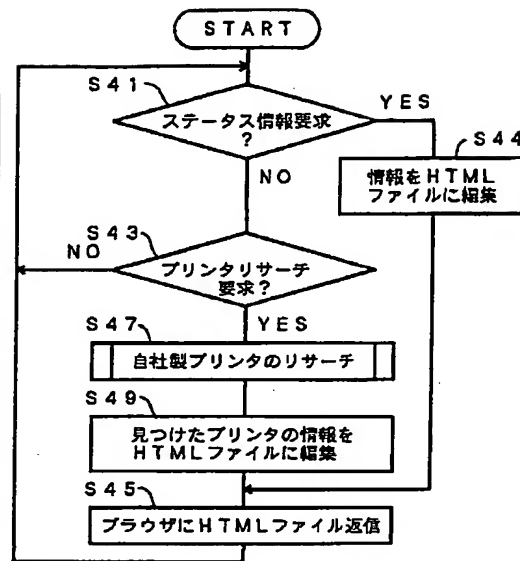 START
S41
ステータス情報要求
?
YES
NO
S44
情報をHTML
ファイルに編集
S43
NO
プリンタリサーチ
要求?
YES
S47
自社製プリンタのリサーチ
S49
見つけたプリンタの情報を
HTMLファイルに編集
S45
ブラウザにHTMLファイル返信